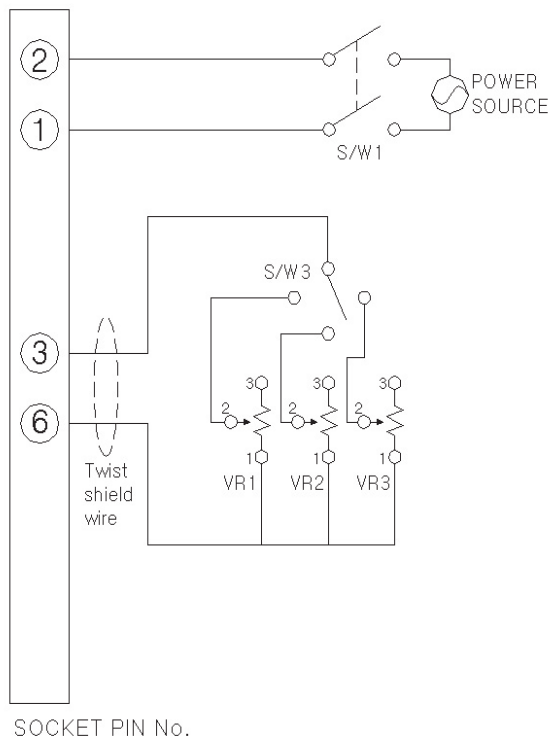 2
POWER
SOURCE
1
S/W1
S/W3
3
3 3 3
2 2 2
6
1 1 1
Twist
shield
wire
VR1 VR2 VR3
SOCKET PIN No.